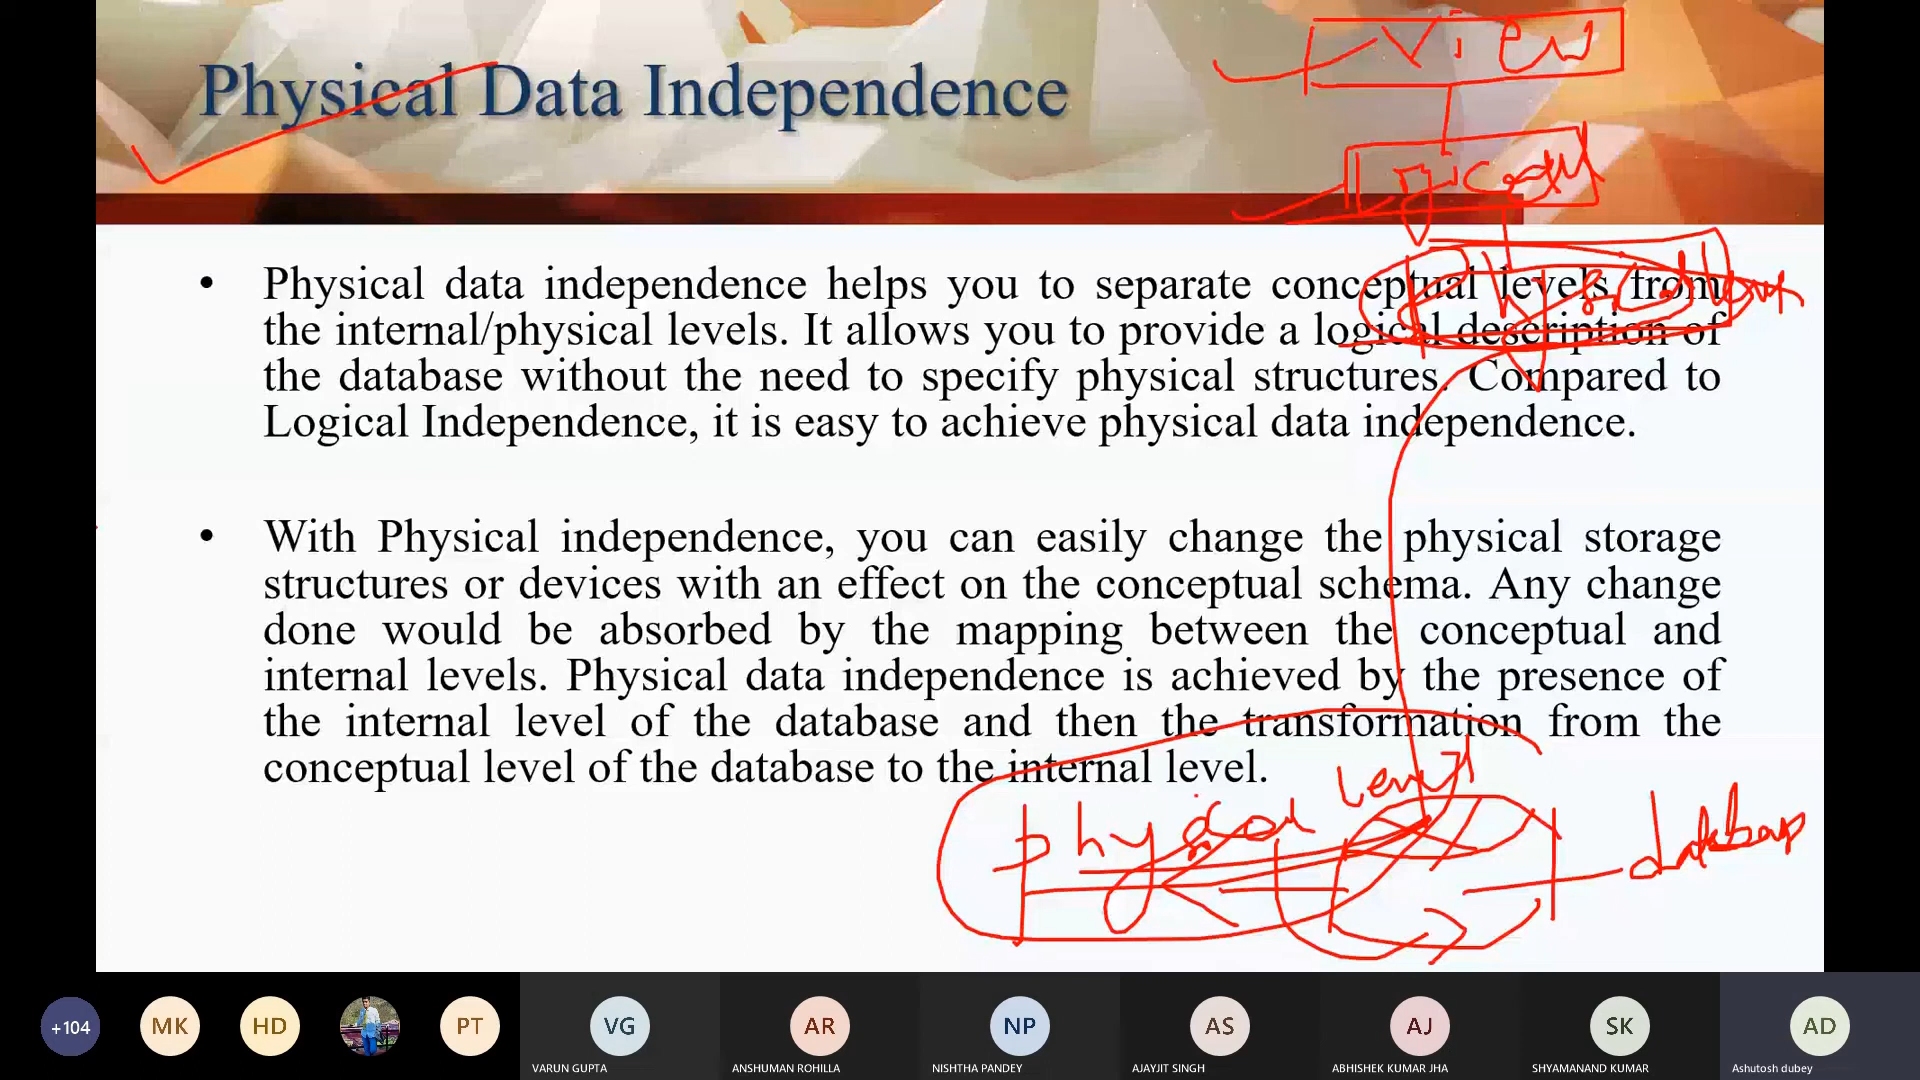 Physical Data Independence
View
Logical
Physical
• Physical data independence helps you to separate conceptual levels from
the internal/physical levels. It allows you to provide a logical description of
the database without the need to specify physical structures. Compared to
Logical Independence, it is easy to achieve physical data independence.
• With Physical independence, you can easily change the physical storage
structures or devices with an effect on the conceptual schema. Any change
done would be absorbed by the mapping between the conceptual and
internal levels. Physical data independence is achieved by the presence of
the internal level of the database and then the transformation from the
conceptual level of the database to the internal level.
physical level
database
+104 MK HD PT VG AR NP AS AJ SK AD
VARUN GUPTA ANSHUMAN ROHILLA NISHTHA PANDEY AJAYJIT SINGH ABHISHEK KUMAR JHA SHYAMANAND KUMAR Ashutosh dubey